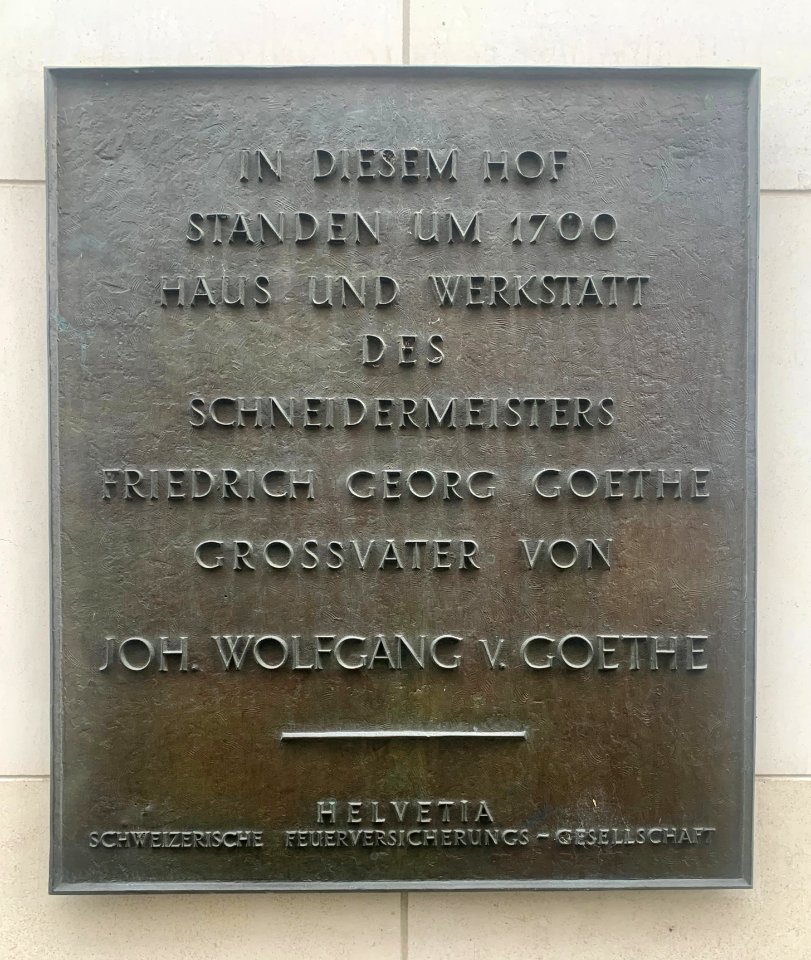 IN DIESEM HOF
STANDEN UM 1700
HAUS UND WERKSTATT
DES
SCHNEIDERMEISTERS
FRIEDRICH GEORG GOETHE
GROSSVATER VON
JOH. WOLFGANG V. GOETHE
HELVETIA
SCHWEIZERISCHE FEUERVERSICHERUNGS-GESELLSCHAFT